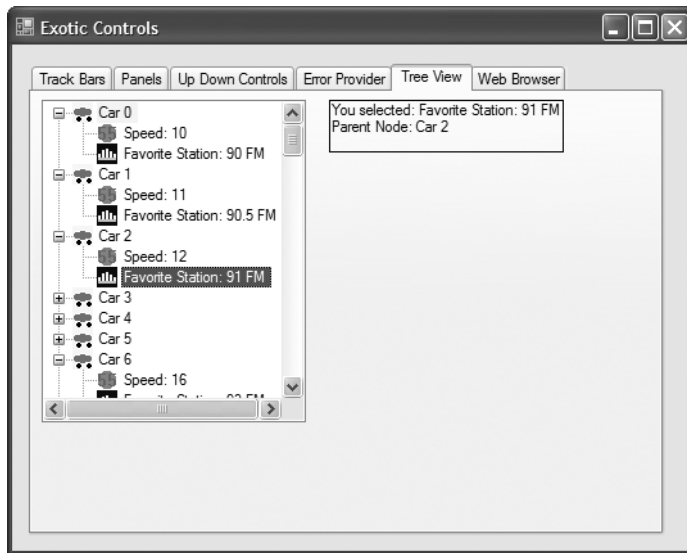 Exotic Controls
Track Bars Panels Up Down Controls Error Provider Tree View Web Browser
Car 0
Speed: 10
Favorite Station: 90 FM
Car 1
Speed: 11
Favorite Station: 90.5 FM
Car 2
Speed: 12
Favorite Station: 91 FM
Car 3
Car 4
Car 5
Car 6
Speed: 16
You selected: Favorite Station: 91 FM
Parent Node: Car 2